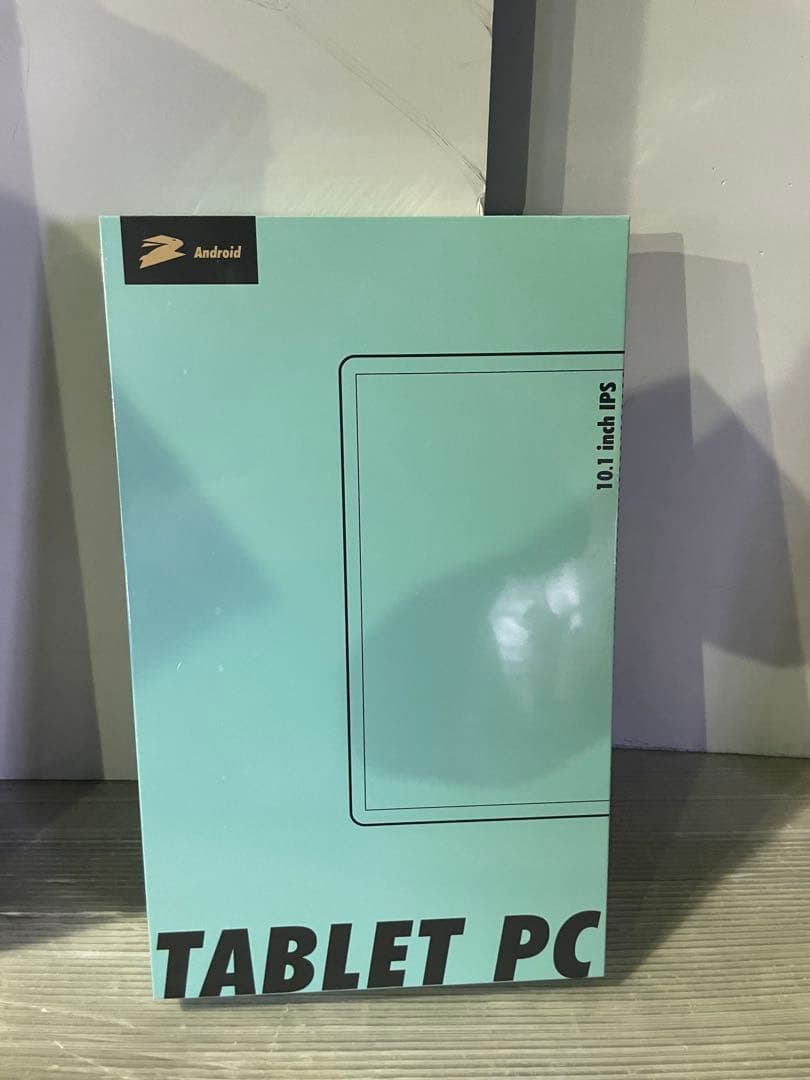 Android
10.1 inch IPS
TABLET PC